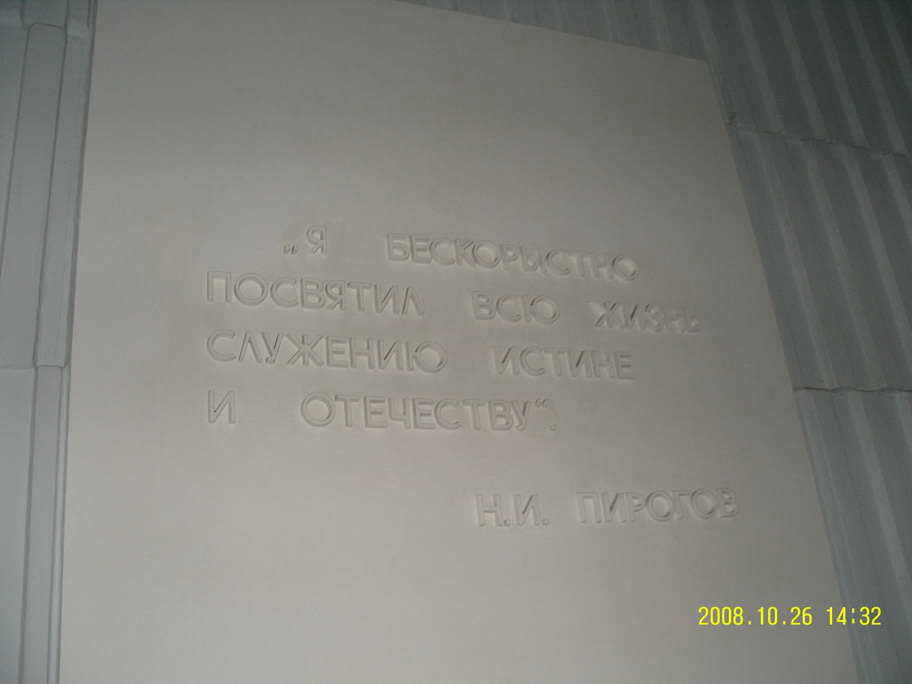 „Я БЕСКОРЫСТНО
ПОСВЯТИЛ ВСЮ ЖИЗНЬ
СЛУЖЕНИЮ ИСТИНЕ
И ОТЕЧЕСТВУ“.
Н.И. ПИРОГОВ
2008.10.26 14:32